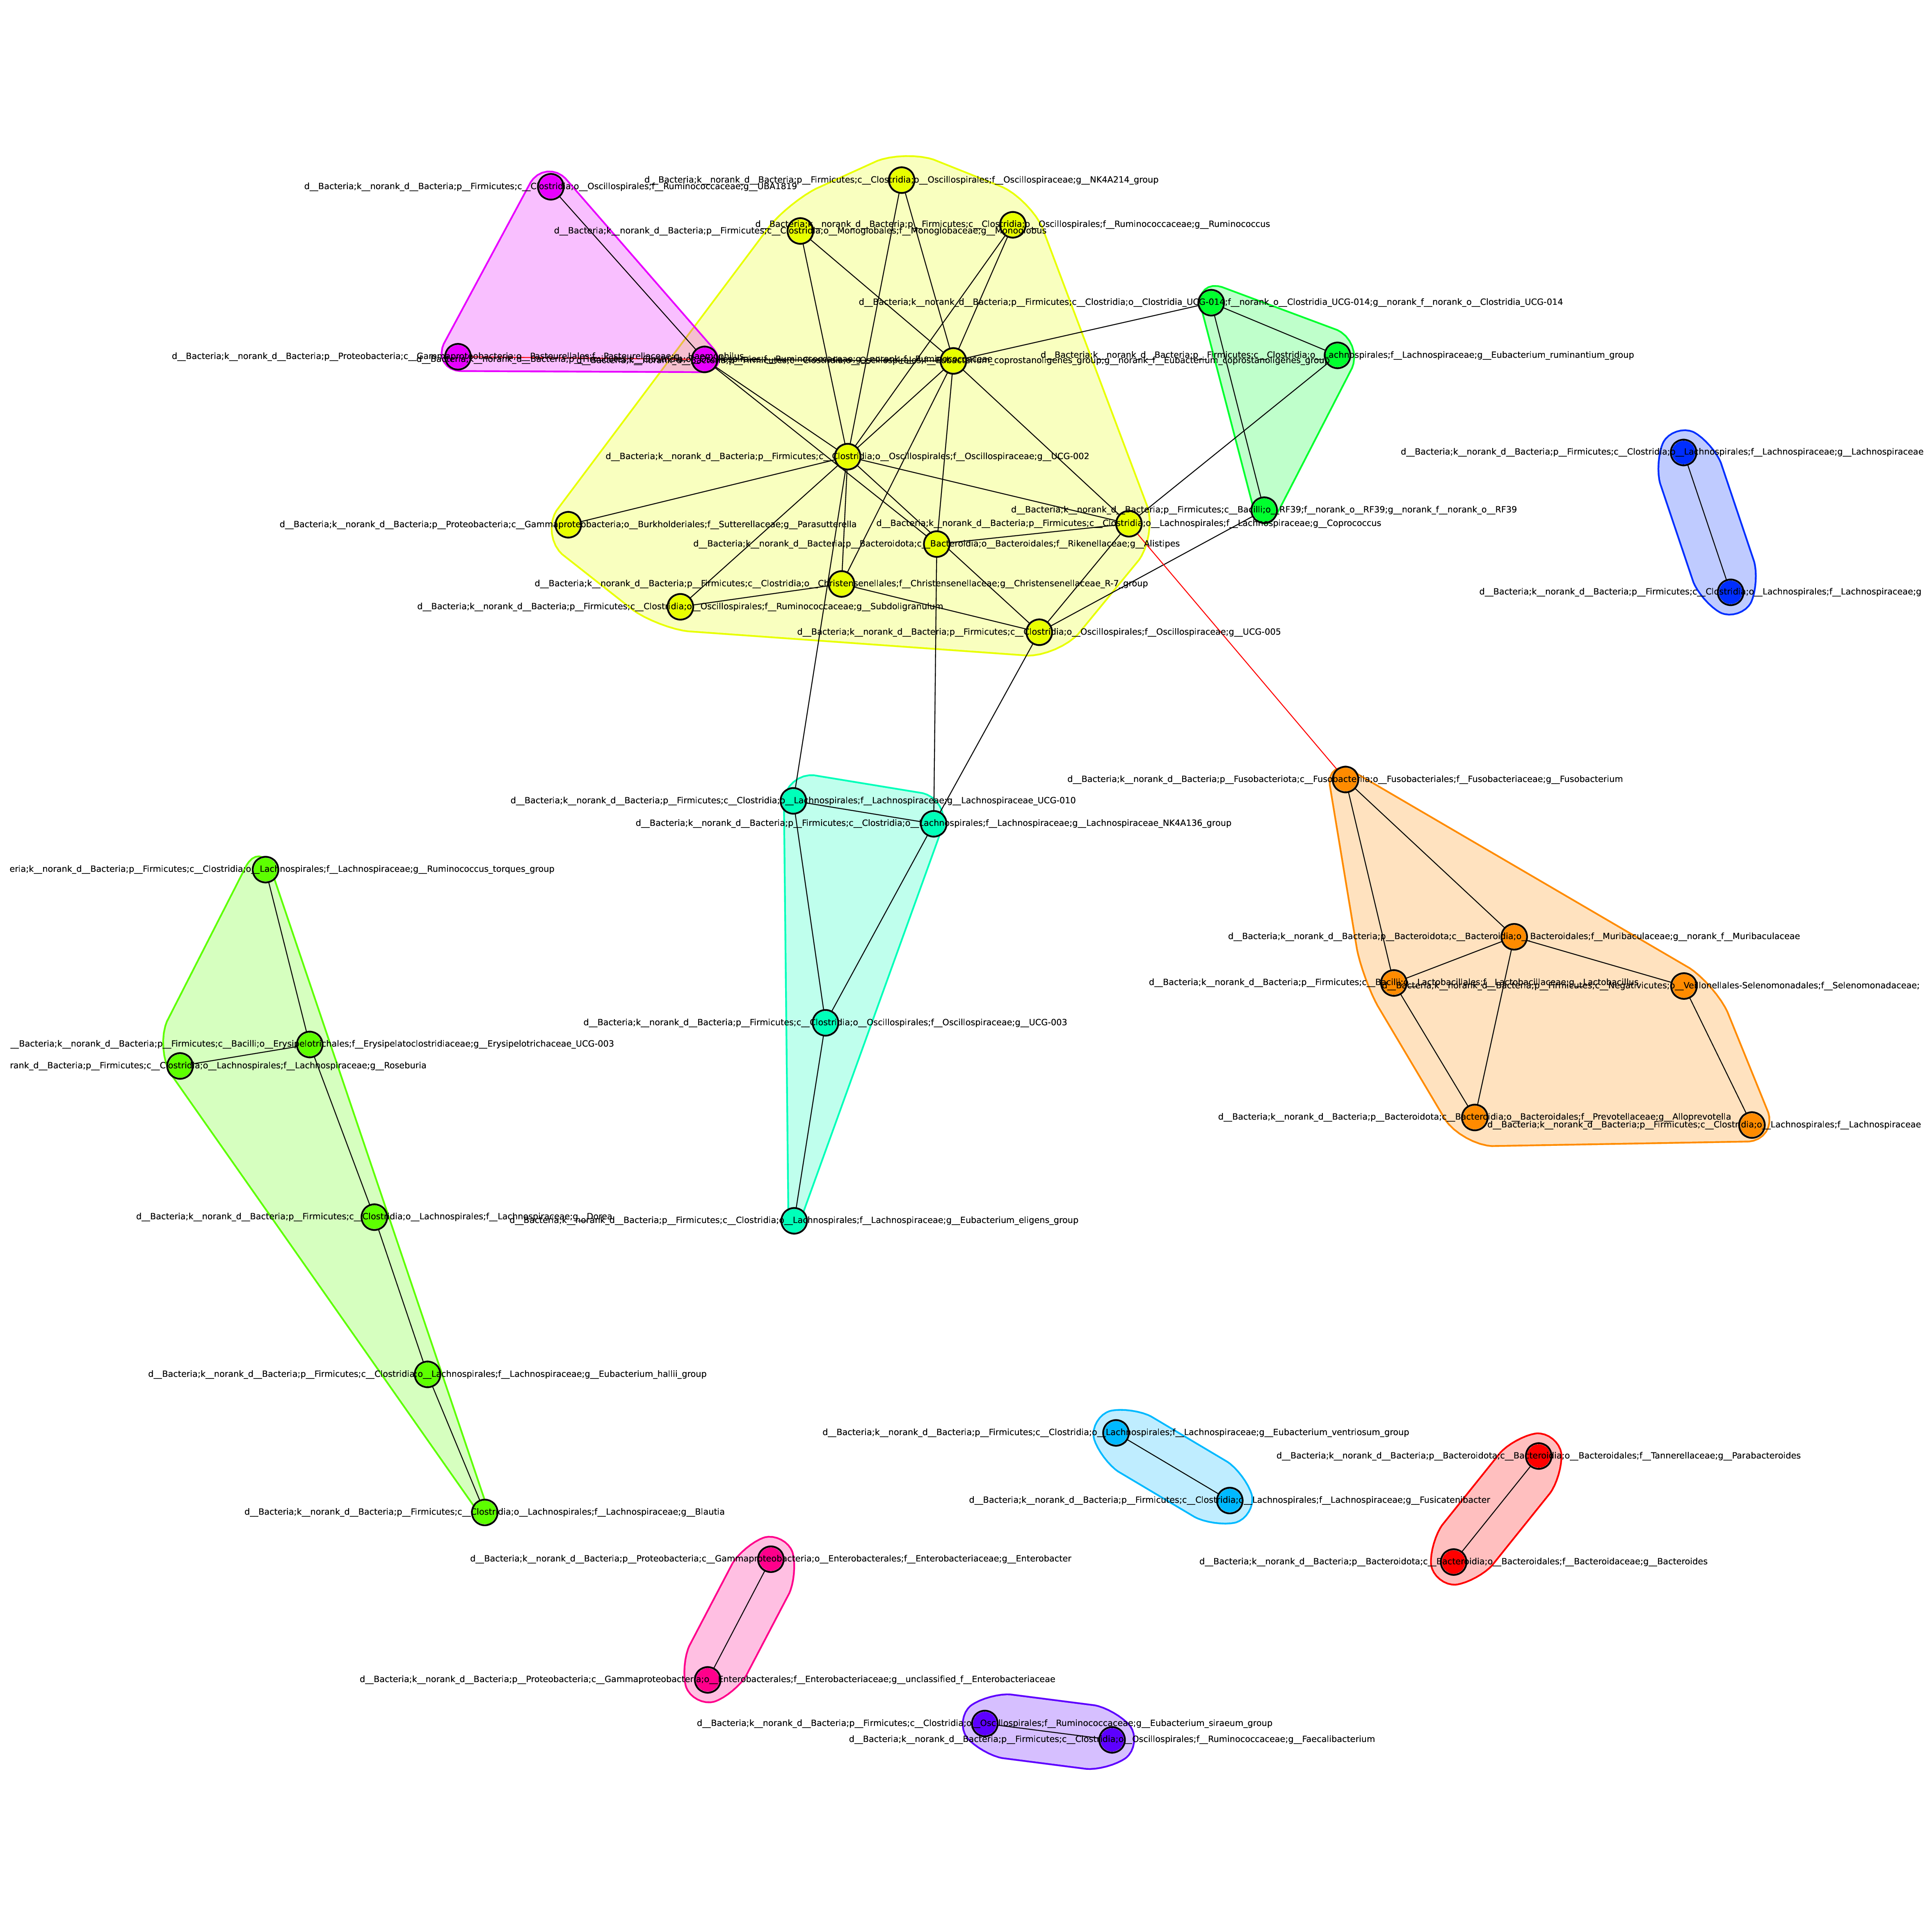 d__Bacteria;k__norank_d__Bacteria;p__Firmicutes;c__Clostridia;o__Oscillospirales;f__Oscillospiraceae;g__NK4A214_group
d__Bacteria;k__norank_d__Bacteria;p__Firmicutes;c__Clostridia;o__Oscillospirales;f__Ruminococcaceae;g__UBA1819
d__Bacteria;k__norank_d__Bacteria;p__Firmicutes;c__Clostridia;o__Oscillospirales;f__Ruminococcaceae;g__Ruminococcus
d__Bacteria;k__norank_d__Bacteria;p__Firmicutes;c__Clostridia;o__Monoglobales;f__Monoglobaceae;g__Monoglobus
d__Bacteria;k__norank_d__Bacteria;p__Firmicutes;c__Clostridia;o__Clostridia_UCG-014;f__norank_o__Clostridia_UCG-014;g__norank_f__norank_o__Clostridia_UCG-014
d__Bacteria;k__norank_d__Bacteria;p__Firmicutes;c__Clostridia;o__Lachnospirales;f__Lachnospiraceae;g__Eubacterium_ruminantium_group
d__Bacteria;k__norank_d__Bacteria;p__Proteobacteria;c__Gammaproteobacteria;o__Pasteurellales;f__Pasteurellaceae;g__Haemophilus
d__Bacteria;k__norank_d__Bacteria;p__Firmicutes;c__Clostridia;o__Lachnospirales;f__Lachnospiraceae;g__Lachnospiraceae
d__Bacteria;k__norank_d__Bacteria;p__Firmicutes;c__Clostridia;o__Oscillospirales;f__Oscillospiraceae;g__UCG-002
d__Bacteria;k__norank_d__Bacteria;p__Firmicutes;c__Bacilli;o__RF39;f__norank_o__RF39;g__norank_f__norank_o__RF39
d__Bacteria;k__norank_d__Bacteria;p__Firmicutes;c__Clostridia;o__Lachnospirales;f__Lachnospiraceae;g__Coprococcus
d__Bacteria;k__norank_d__Bacteria;p__Proteobacteria;c__Gammaproteobacteria;o__Burkholderiales;f__Sutterellaceae;g__Parasutterella
d__Bacteria;k__norank_d__Bacteria;p__Bacteroidota;c__Bacteroidia;o__Bacteroidales;f__Rikenellaceae;g__Alistipes
d__Bacteria;k__norank_d__Bacteria;p__Firmicutes;c__Clostridia;o__Christensenellales;f__Christensenellaceae;g__Christensenellaceae_R-7_group
d__Bacteria;k__norank_d__Bacteria;p__Firmicutes;c__Clostridia;o__Lachnospirales;f__Lachnospiraceae;g
d__Bacteria;k__norank_d__Bacteria;p__Firmicutes;c__Clostridia;o__Oscillospirales;f__Ruminococcaceae;g__Subdoligranulum
d__Bacteria;k__norank_d__Bacteria;p__Firmicutes;c__Clostridia;o__Oscillospirales;f__Oscillospiraceae;g__UCG-005
d__Bacteria;k__norank_d__Bacteria;p__Fusobacteriota;c__Fusobacteriia;o__Fusobacteriales;f__Fusobacteriaceae;g__Fusobacterium
d__Bacteria;k__norank_d__Bacteria;p__Firmicutes;c__Clostridia;o__Lachnospirales;f__Lachnospiraceae;g__Lachnospiraceae_UCG-010
d__Bacteria;k__norank_d__Bacteria;p__Firmicutes;c__Clostridia;o__Lachnospirales;f__Lachnospiraceae;g__Lachnospiraceae_NK4A136_group
eria;k__norank_d__Bacteria;p__Firmicutes;c__Clostridia;o__Lachnospirales;f__Lachnospiraceae;g__Ruminococcus_torques_group
d__Bacteria;k__norank_d__Bacteria;p__Bacteroidota;c__Bacteroidia;o__Bacteroidales;f__Muribaculaceae;g__norank_f__Muribaculaceae
d__Bacteria;k__norank_d__Bacteria;p__Firmicutes;c__Bacilli;o__Lactobacillales;f__Lactobacillaceae;g__Lactobacillus
d__Bacteria;k__norank_d__Bacteria;p__Firmicutes;c__Negativicutes;o__Veillonellales-Selenomonadales;f__Selenomonadaceae;
d__Bacteria;k__norank_d__Bacteria;p__Firmicutes;c__Clostridia;o__Oscillospirales;f__Oscillospiraceae;g__UCG-003
__Bacteria;k__norank_d__Bacteria;p__Firmicutes;c__Bacilli;o__Erysipelotrichales;f__Erysipelatoclostridiaceae;g__Erysipelotrichaceae_UCG-003
rank_d__Bacteria;p__Firmicutes;c__Clostridia;o__Lachnospirales;f__Lachnospiraceae;g__Roseburia
d__Bacteria;k__norank_d__Bacteria;p__Bacteroidota;c__Bacteroidia;o__Bacteroidales;f__Prevotellaceae;g__Alloprevotella
d__Bacteria;k__norank_d__Bacteria;p__Firmicutes;c__Clostridia;o__Lachnospirales;f__Lachnospiraceae
d__Bacteria;k__norank_d__Bacteria;p__Firmicutes;c__Clostridia;o__Lachnospirales;f__Lachnospiraceae;g__Dorea
d__Bacteria;k__norank_d__Bacteria;p__Firmicutes;c__Clostridia;o__Lachnospirales;f__Lachnospiraceae;g__Eubacterium_eligens_group
d__Bacteria;k__norank_d__Bacteria;p__Firmicutes;c__Clostridia;o__Lachnospirales;f__Lachnospiraceae;g__Eubacterium_hallii_group
d__Bacteria;k__norank_d__Bacteria;p__Firmicutes;c__Clostridia;o__Lachnospirales;f__Lachnospiraceae;g__Eubacterium_ventriosum_group
d__Bacteria;k__norank_d__Bacteria;p__Bacteroidota;c__Bacteroidia;o__Bacteroidales;f__Tannerellaceae;g__Parabacteroides
d__Bacteria;k__norank_d__Bacteria;p__Firmicutes;c__Clostridia;o__Lachnospirales;f__Lachnospiraceae;g__Fusicatenibacter
d__Bacteria;k__norank_d__Bacteria;p__Firmicutes;c__Clostridia;o__Lachnospirales;f__Lachnospiraceae;g__Blautia
d__Bacteria;k__norank_d__Bacteria;p__Proteobacteria;c__Gammaproteobacteria;o__Enterobacterales;f__Enterobacteriaceae;g__Enterobacter
d__Bacteria;k__norank_d__Bacteria;p__Bacteroidota;c__Bacteroidia;o__Bacteroidales;f__Bacteroidaceae;g__Bacteroides
d__Bacteria;k__norank_d__Bacteria;p__Proteobacteria;c__Gammaproteobacteria;o__Enterobacterales;f__Enterobacteriaceae;g__unclassified_f__Enterobacteriaceae
d__Bacteria;k__norank_d__Bacteria;p__Firmicutes;c__Clostridia;o__Oscillospirales;f__Ruminococcaceae;g__Eubacterium_siraeum_group
d__Bacteria;k__norank_d__Bacteria;p__Firmicutes;c__Clostridia;o__Oscillospirales;f__Ruminococcaceae;g__Faecalibacterium